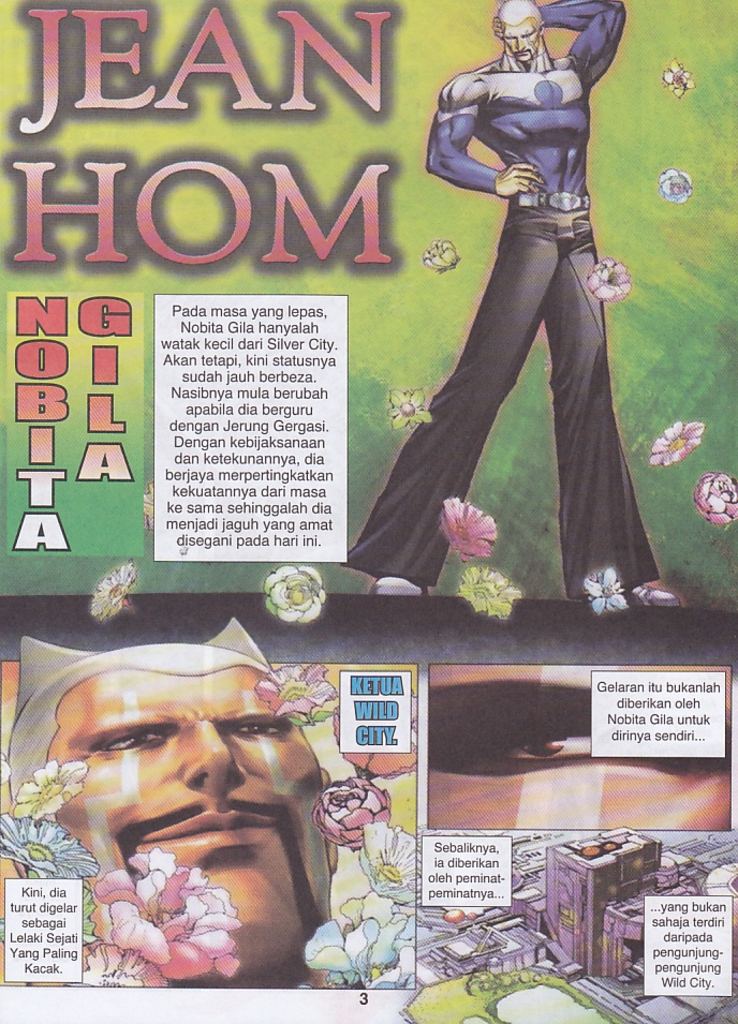 JEAN
HOM
NOBITA
GILA
Pada masa yang lepas,
Nobita Gila hanyalah
watak kecil dari Silver City.
Akan tetapi, kini statusnya
sudah jauh berbeza.
Nasibnya mula berubah
apabila dia berguru
dengan Jerung Gergasi.
Dengan kebijaksanaan
dan ketekunannya, dia
berjaya merpertingkatkan
kekuatannya dari masa
ke sama sehinggalah dia
menjadi jaguh yang amat
disegani pada hari ini.
KETUA
WILD
CITY.
Kini, dia
turut digelar
sebagai
Lelaki Sejati
Yang Paling
Kacak.
Gelaran itu bukanlah
diberikan oleh
Nobita Gila untuk
dirinya sendiri...
Sebaliknya,
ia diberikan
oleh peminat-
peminatnya...
...yang bukan
sahaja terdiri
daripada
pengunjung-
pengunjung
Wild City.
3